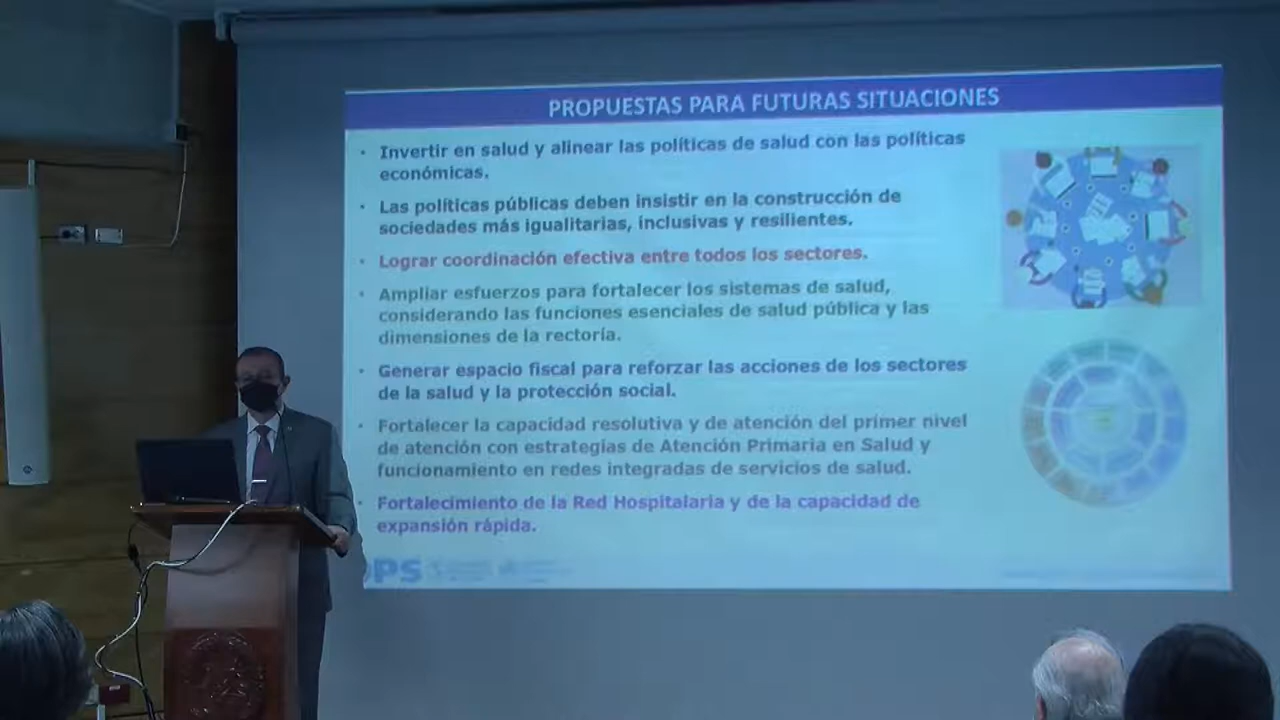 PROPUESTAS PARA FUTURAS SITUACIONES
• Invertir en salud y alinear las políticas de salud con las políticas
económicas.
• Las políticas públicas deben insistir en la construcción de
sociedades más igualitarias, inclusivas y resilientes.
• Lograr coordinación efectiva entre todos los sectores.
• Ampliar esfuerzos para fortalecer los sistemas de salud,
considerando las funciones esenciales de salud pública y las
dimensiones de la rectoría.
• Generar espacio fiscal para reforzar las acciones de los sectores
de la salud y la protección social.
• Fortalecer la capacidad resolutiva y de atención del primer nivel
de atención con estrategias de Atención Primaria en Salud y
funcionamiento en redes integradas de servicios de salud.
• Fortalecimiento de la Red Hospitalaria y de la capacidad de
expansión rápida.
OPS